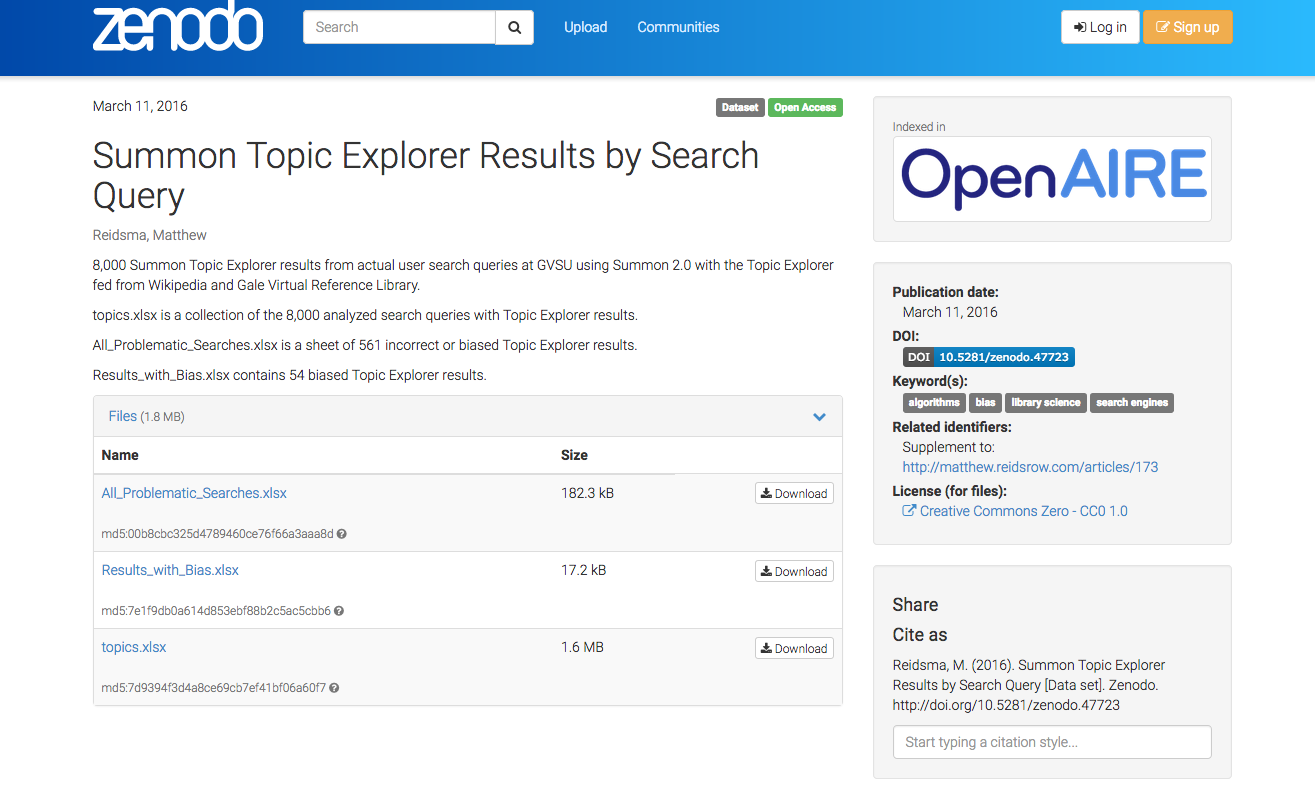 zenodo
Search
Upload
Communities
Log in
Sign up
March 11, 2016
Dataset
Open Access
Summon Topic Explorer Results by Search
Query
Reidsma, Matthew
8,000 Summon Topic Explorer results from actual user search queries at GVSU using Summon 2.0 with the Topic Explorer
fed from Wikipedia and Gale Virtual Reference Library.
topics.xlsx is a collection of the 8,000 analyzed search queries with Topic Explorer results.
All_Problematic_Searches.xlsx is a sheet of 561 incorrect or biased Topic Explorer results.
Results_with_Bias.xlsx contains 54 biased Topic Explorer results.
Files (1.8 MB)
Name Size
All_Problematic_Searches.xlsx 182.3 kB Download
md5:00b8cbc325d4789460ce76f66a3aaa8d ?
Results_with_Bias.xlsx 17.2 kB Download
md5:7e1f9db0a614d853ebf88b2c5ac5cbb6 ?
topics.xlsx 1.6 MB Download
md5:7d9394f3d4a8ce69cb7ef41bf06a60f7 ?
Indexed in
OpenAIRE
Publication date:
March 11, 2016
DOI:
DOI 10.5281/zenodo.47723
Keyword(s):
algorithms bias library science search engines
Related identifiers:
Supplement to:
http://matthew.reidsrow.com/articles/173
License (for files):
Creative Commons Zero - CC0 1.0
Share
Cite as
Reidsma, M. (2016). Summon Topic Explorer
Results by Search Query [Data set]. Zenodo.
http://doi.org/10.5281/zenodo.47723
Start typing a citation style...